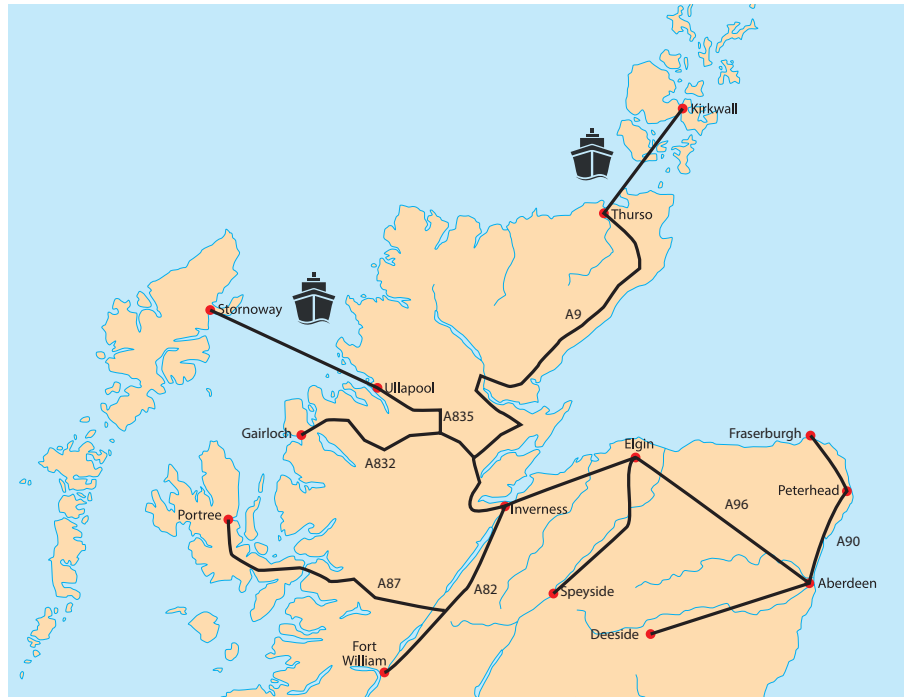 Kirkwall
Thurso
Stornoway
A9
Ullapool
A835
Gairloch
A832
Fraserburgh
Elgin
Peterhead
A96
Inverness
Portree
A90
A87
A82
Speyside
Aberdeen
Deeside
Fort
William